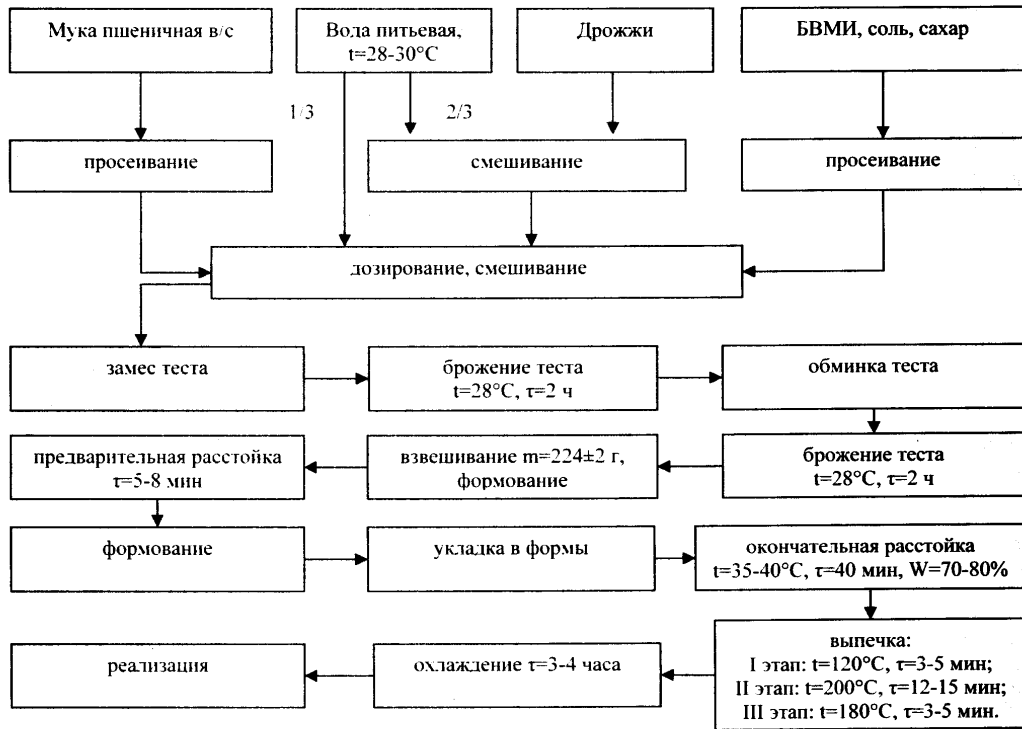 Мука пшеничная в/с
Вода питьевая,
t=28-30°С
Дрожжи
БВМИ, соль, сахар
1/3
2/3
просеивание
смешивание
просеивание
дозирование, смешивание
замес теста
брожение теста
t=28°С, τ=2 ч
обминка теста
предварительная расстойка
τ=5-8 мин
взвешивание m=224±2 г,
формование
брожение теста
t=28°С, τ=2 ч
формование
укладка в формы
окончательная расстойка
t=35-40°С, τ=40 мин, W=70-80%
реализация
охлаждение τ=3-4 часа
выпечка:
I этап: t=120°С, τ=3-5 мин;
II этап: t=200°С, τ=12-15 мин;
III этап: t=180°С, τ=3-5 мин.